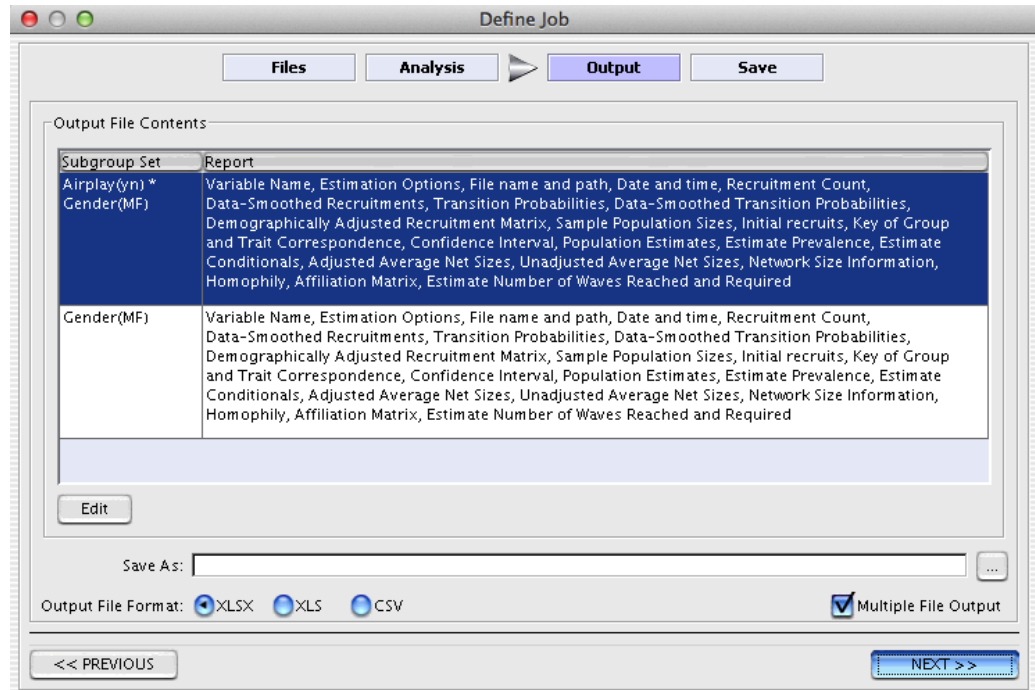 Define Job
Files Analysis Output Save
Output File Contents
Subgroup Set Report
Airplay(yn) * Variable Name, Estimation Options, File name and path, Date and time, Recruitment Count,
Gender(MF) Data-Smoothed Recruitments, Transition Probabilities, Data-Smoothed Transition Probabilities,
Demographically Adjusted Recruitment Matrix, Sample Population Sizes, Initial recruits, Key of Group
and Trait Correspondence, Confidence Interval, Population Estimates, Estimate Prevalence, Estimate
Conditionals, Adjusted Average Net Sizes, Unadjusted Average Net Sizes, Network Size Information,
Homophily, Affiliation Matrix, Estimate Number of Waves Reached and Required
Gender(MF) Variable Name, Estimation Options, File name and path, Date and time, Recruitment Count,
Data-Smoothed Recruitments, Transition Probabilities, Data-Smoothed Transition Probabilities,
Demographically Adjusted Recruitment Matrix, Sample Population Sizes, Initial recruits, Key of Group
and Trait Correspondence, Confidence Interval, Population Estimates, Estimate Prevalence, Estimate
Conditionals, Adjusted Average Net Sizes, Unadjusted Average Net Sizes, Network Size Information,
Homophily, Affiliation Matrix, Estimate Number of Waves Reached and Required
Edit
Save As: ...
Output File Format: XLSX XLS CSV Multiple File Output
<< PREVIOUS NEXT >>